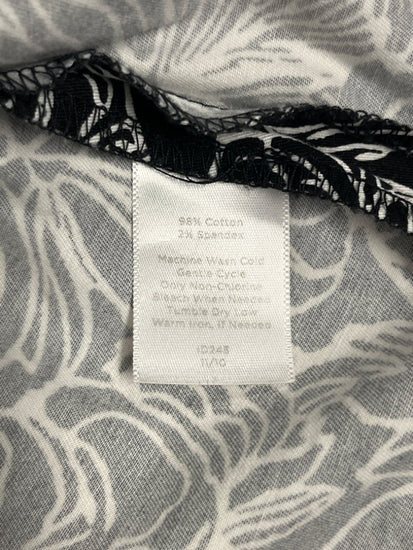 98% Cotton
2% Spandex
Machine Wash Cold
Gentle Cycle
Only Non-Chlorine
Bleach When Needed
Tumble Dry Low
Warm Iron, If Needed
ID248
11/10